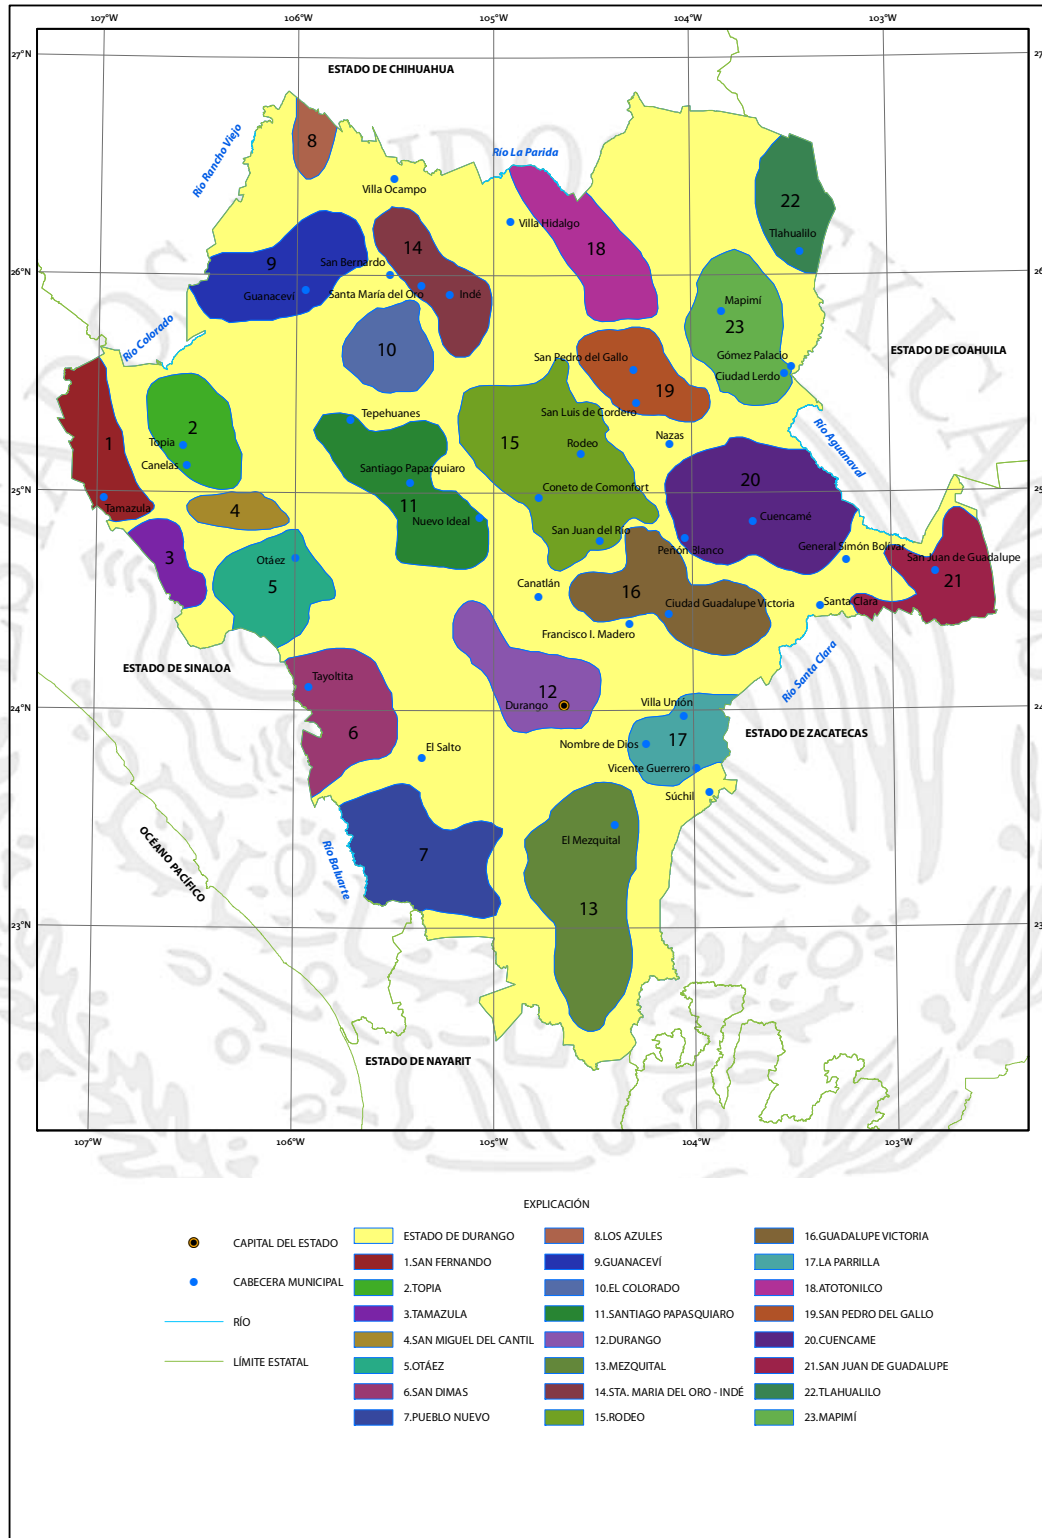 107°W 106°W 105°W 104°W 103°W
27°N 27
ESTADO DE CHIHUAHUA
8
Río Rancho Viejo
Río La Parida
Villa Ocampo
22
Villa Hidalgo
Tlahualilo
14
18
26°N 26
9
San Bernardo
Guanaceví
Santa María del Oro
Indé
Mapimí
23
Río Colorado
10
ESTADO DE COAHUILA
San Pedro del Gallo
Gómez Palacio
Ciudad Lerdo
19
Tepehuanes
San Luis de Cordero
2
1
Topia
15
Rodeo
Nazas
Río Aguanaval
Canelas
Santiago Papasquiaro
20
25°N 25
Coneto de Comonfort
Tamazula
4
11
Nuevo Ideal
Cuencamé
San Juan del Río
Peñón Blanco
General Simón Bolívar
3
Otáez
San Juan de Guadalupe
5
Canatlán
16
21
Ciudad Guadalupe Victoria
Santa Clara
Francisco I. Madero
ESTADO DE SINALOA
Río Santa Clara
Tayoltita
12
Durango
Villa Unión
24°N 24
6
ESTADO DE ZACATECAS
El Salto
Nombre de Dios
17
Vicente Guerrero
Súchil
OCÉANO PACÍFICO
Río Baluarte
7
El Mezquital
13
23°N 23
ESTADO DE NAYARIT
107°W 106°W 105°W 104°W 103°W
EXPLICACIÓN
CAPITAL DEL ESTADO
CABECERA MUNICIPAL
RÍO
LÍMITE ESTATAL
ESTADO DE DURANGO
1.SAN FERNANDO
2.TOPIA
3.TAMAZULA
4.SAN MIGUEL DEL CANTIL
5.OTÁEZ
6.SAN DIMAS
7.PUEBLO NUEVO
8.LOS AZULES
9.GUANACEVÍ
10.EL COLORADO
11.SANTIAGO PAPASQUIARO
12.DURANGO
13.MEZQUITAL
14.STA. MARIA DEL ORO - INDÉ
15.RODEO
16.GUADALUPE VICTORIA
17.LA PARRILLA
18.ATOTONILCO
19.SAN PEDRO DEL GALLO
20.CUENCAME
21.SAN JUAN DE GUADALUPE
22.TLAHUALILO
23.MAPIMÍ